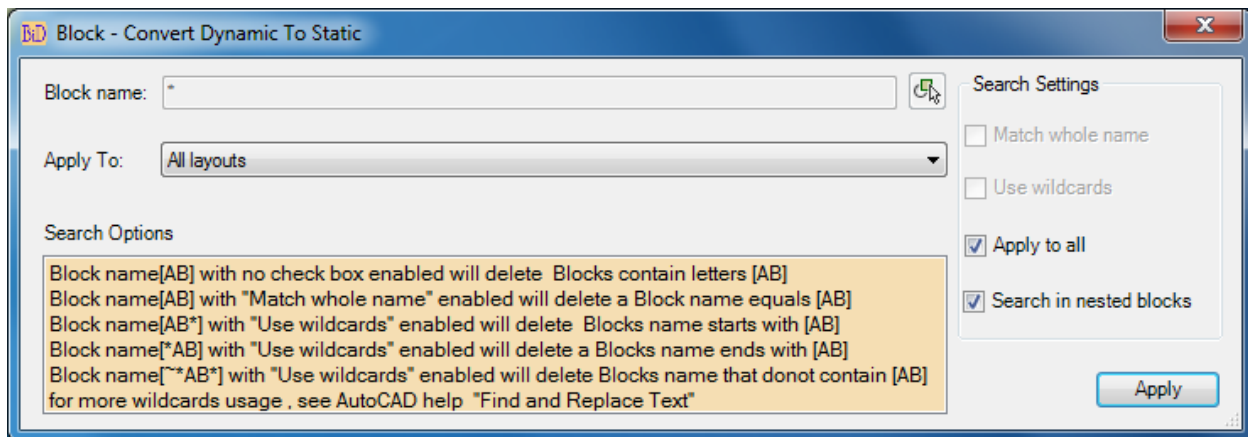 BiD Block - Convert Dynamic To Static
Block name: *
Apply To: All layouts
Search Options
Block name[AB] with no check box enabled will delete  Blocks contain letters [AB]
Block name[AB] with "Match whole name" enabled will delete a Block name equals [AB]
Block name[AB*] with "Use wildcards" enabled will delete  Blocks name starts with [AB]
Block name[*AB] with "Use wildcards" enabled will delete a Blocks name ends with [AB]
Block name[~*AB*] with "Use wildcards" enabled will delete Blocks name that donot contain [AB]
for more wildcards usage , see AutoCAD help  "Find and Replace Text"
Search Settings
Match whole name
Use wildcards
Apply to all
Search in nested blocks
Apply